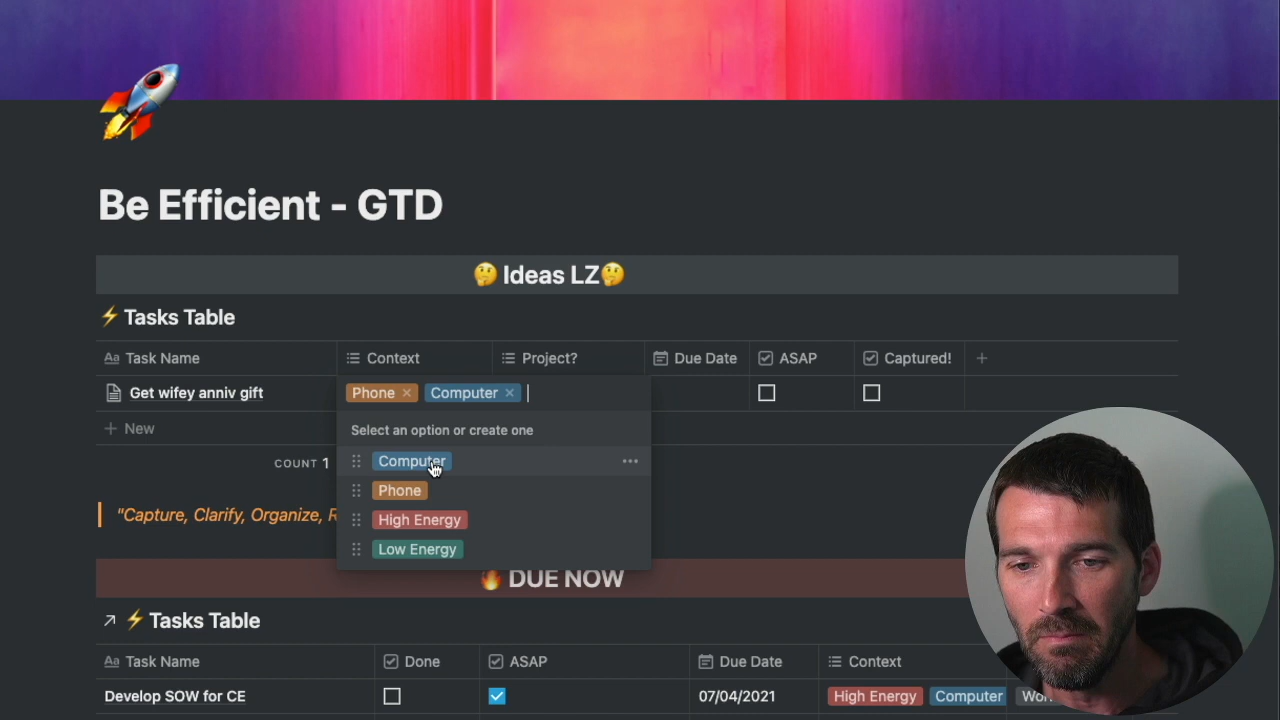 Be Efficient - GTD
🤔 Ideas LZ🤔
⚡ Tasks Table
Aa Task Name Context Project? Due Date ASAP Captured! +
Get wifey anniv gift Phone × Computer ×
+ New
Select an option or create one
COUNT 1
Computer •••
Phone
High Energy
Low Energy
"Capture, Clarify, Organize, R
🔥 DUE NOW
↗ ⚡ Tasks Table
Aa Task Name Done ASAP Due Date Context
Develop SOW for CE 07/04/2021 High Energy Computer